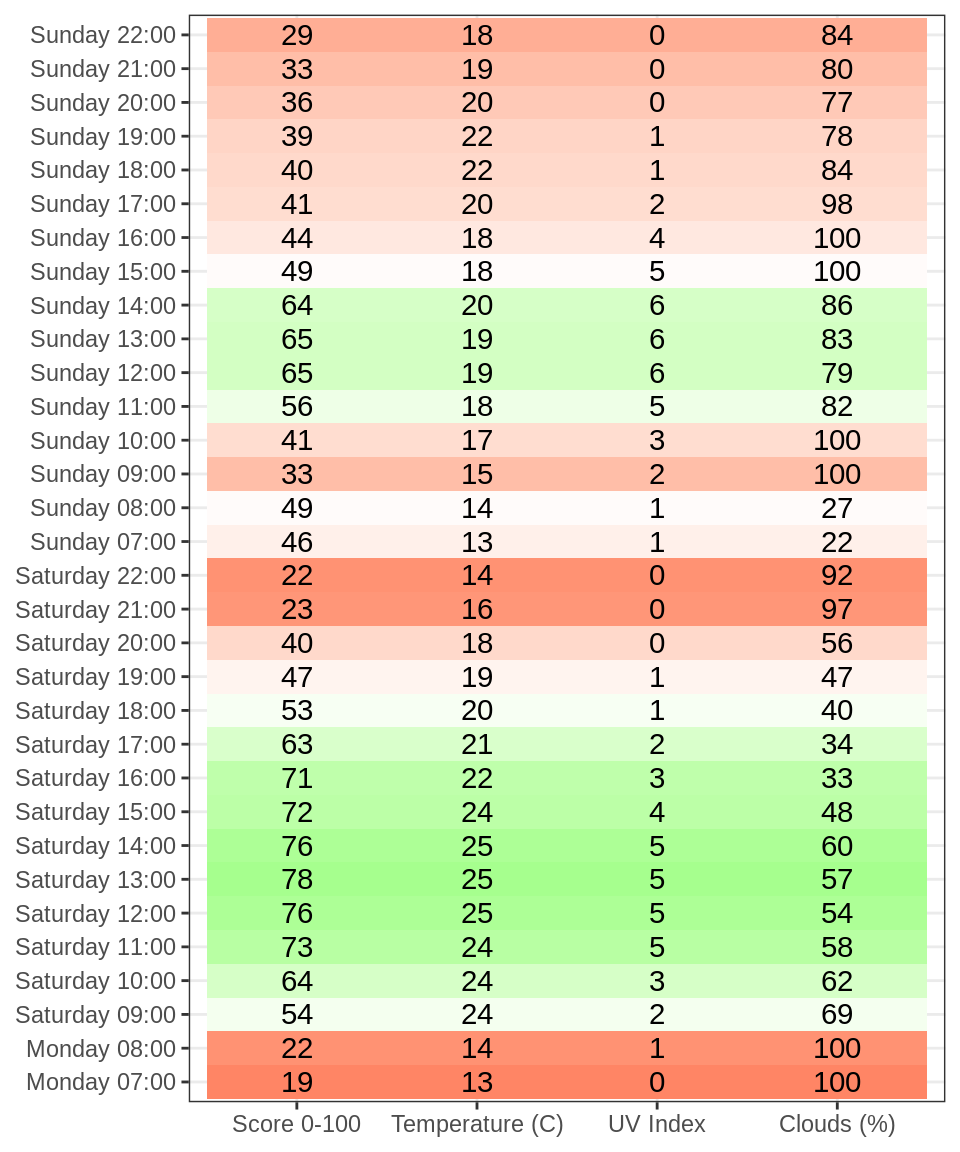 Sunday 22:00 29 18 0 84
Sunday 21:00 33 19 0 80
Sunday 20:00 36 20 0 77
Sunday 19:00 39 22 1 78
Sunday 18:00 40 22 1 84
Sunday 17:00 41 20 2 98
Sunday 16:00 44 18 4 100
Sunday 15:00 49 18 5 100
Sunday 14:00 64 20 6 86
Sunday 13:00 65 19 6 83
Sunday 12:00 65 19 6 79
Sunday 11:00 56 18 5 82
Sunday 10:00 41 17 3 100
Sunday 09:00 33 15 2 100
Sunday 08:00 49 14 1 27
Sunday 07:00 46 13 1 22
Saturday 22:00 22 14 0 92
Saturday 21:00 23 16 0 97
Saturday 20:00 40 18 0 56
Saturday 19:00 47 19 1 47
Saturday 18:00 53 20 1 40
Saturday 17:00 63 21 2 34
Saturday 16:00 71 22 3 33
Saturday 15:00 72 24 4 48
Saturday 14:00 76 25 5 60
Saturday 13:00 78 25 5 57
Saturday 12:00 76 25 5 54
Saturday 11:00 73 24 5 58
Saturday 10:00 64 24 3 62
Saturday 09:00 54 24 2 69
Monday 08:00 22 14 1 100
Monday 07:00 19 13 0 100
Score 0-100 Temperature (C) UV Index Clouds (%)